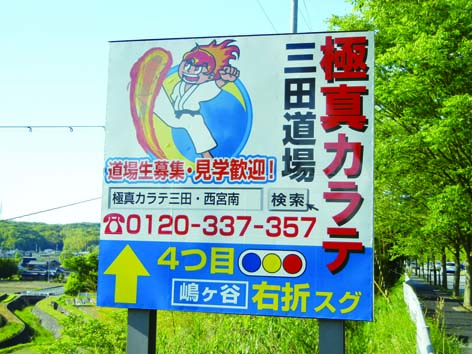 極真カラテ
三田道場
道場生募集・見学歓迎!
極真カラテ三田・西宮南 検索
☎0120-337-357
4つ目
嶋ヶ谷 右折スグ